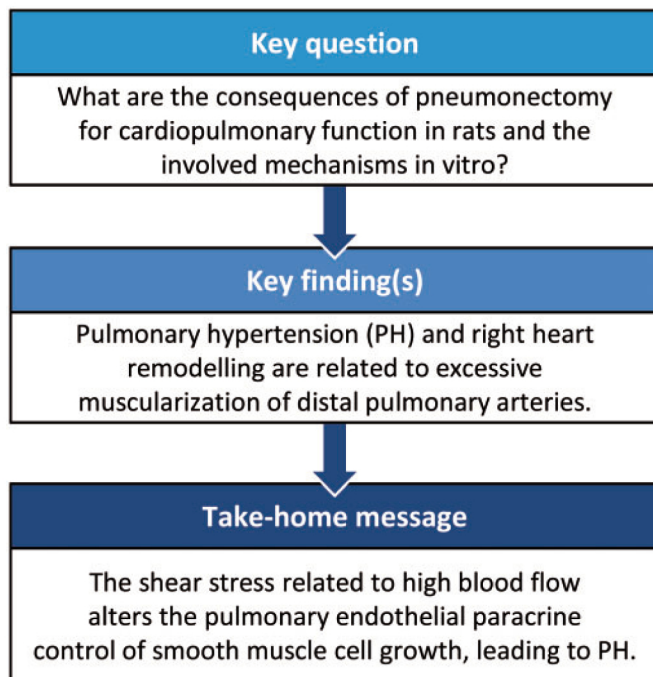 Key question
What are the consequences of pneumonectomy
for cardiopulmonary function in rats and the
involved mechanisms in vitro?
Key finding(s)
Pulmonary hypertension (PH) and right heart
remodelling are related to excessive
muscularization of distal pulmonary arteries.
Take-home message
The shear stress related to high blood flow
alters the pulmonary endothelial paracrine
control of smooth muscle cell growth, leading to PH.